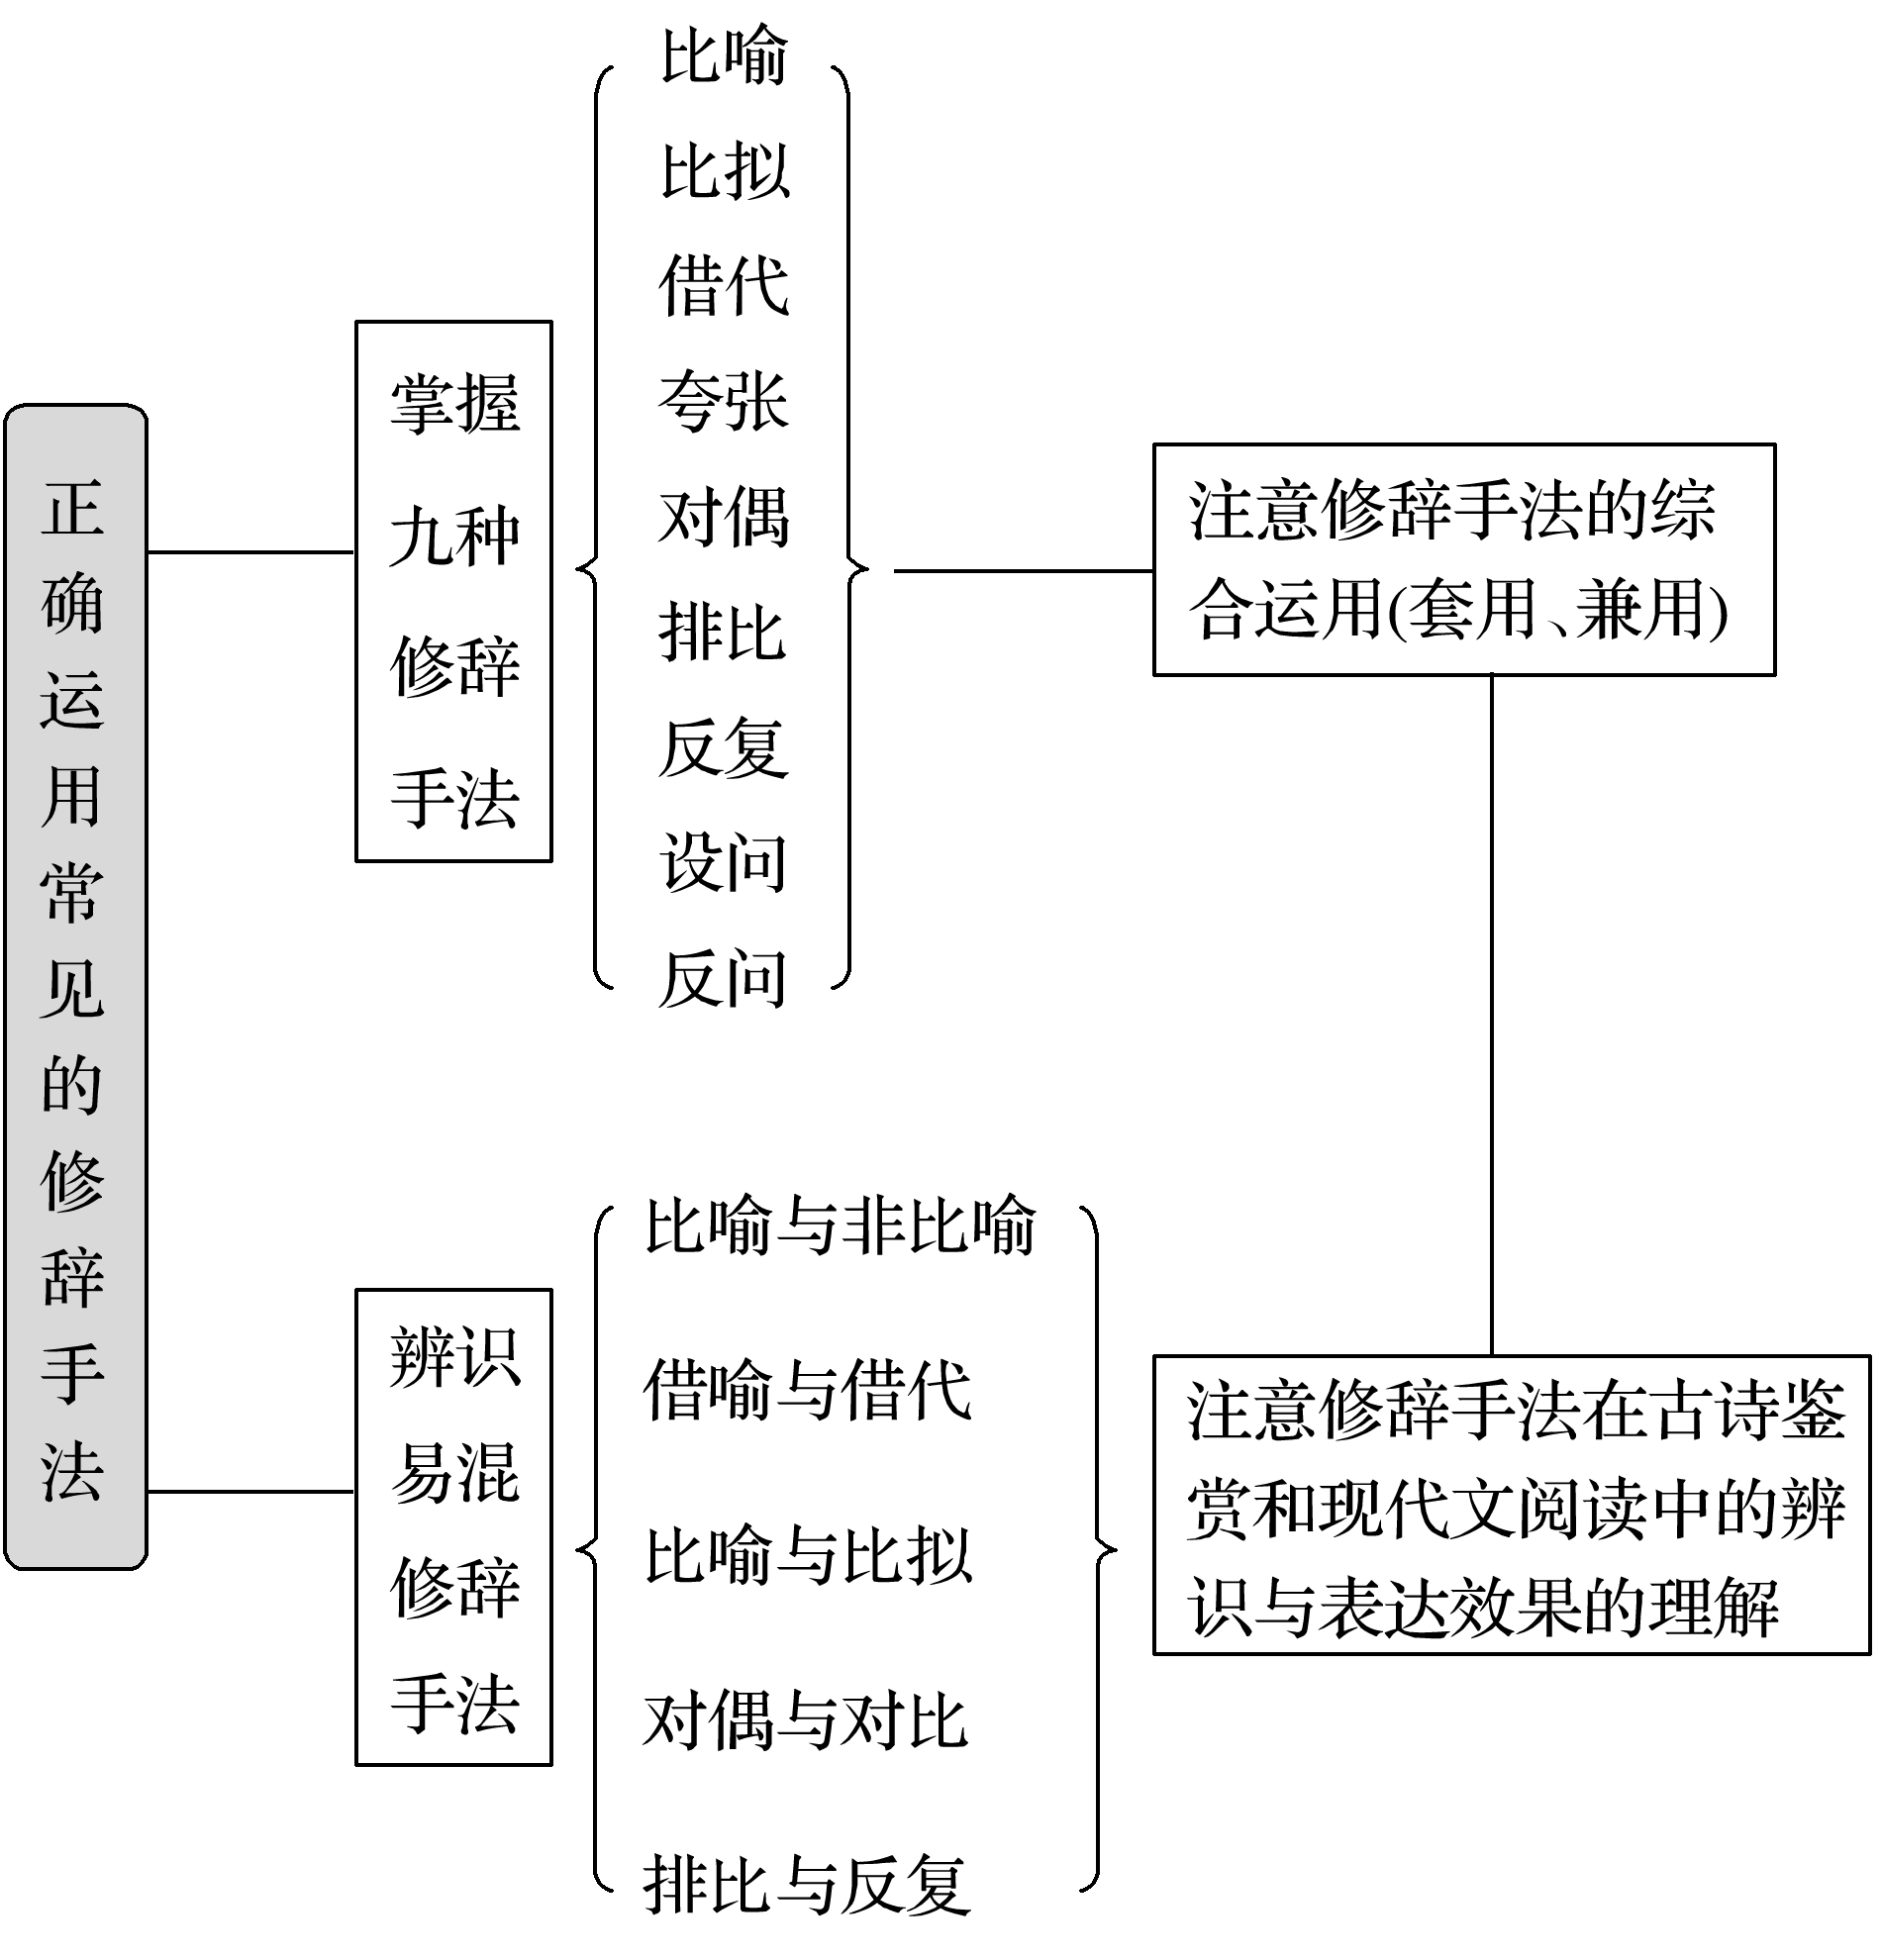 正确运用常见的修辞手法
掌握
九种
修辞
手法
比喻
比拟
借代
夸张
对偶
排比
反复
设问
反问
注意修辞手法的综
合运用(套用、兼用)
辨识
易混
修辞
手法
比喻与非比喻
借喻与借代
比喻与比拟
对偶与对比
排比与反复
注意修辞手法在古诗鉴
赏和现代文阅读中的辨
识与表达效果的理解